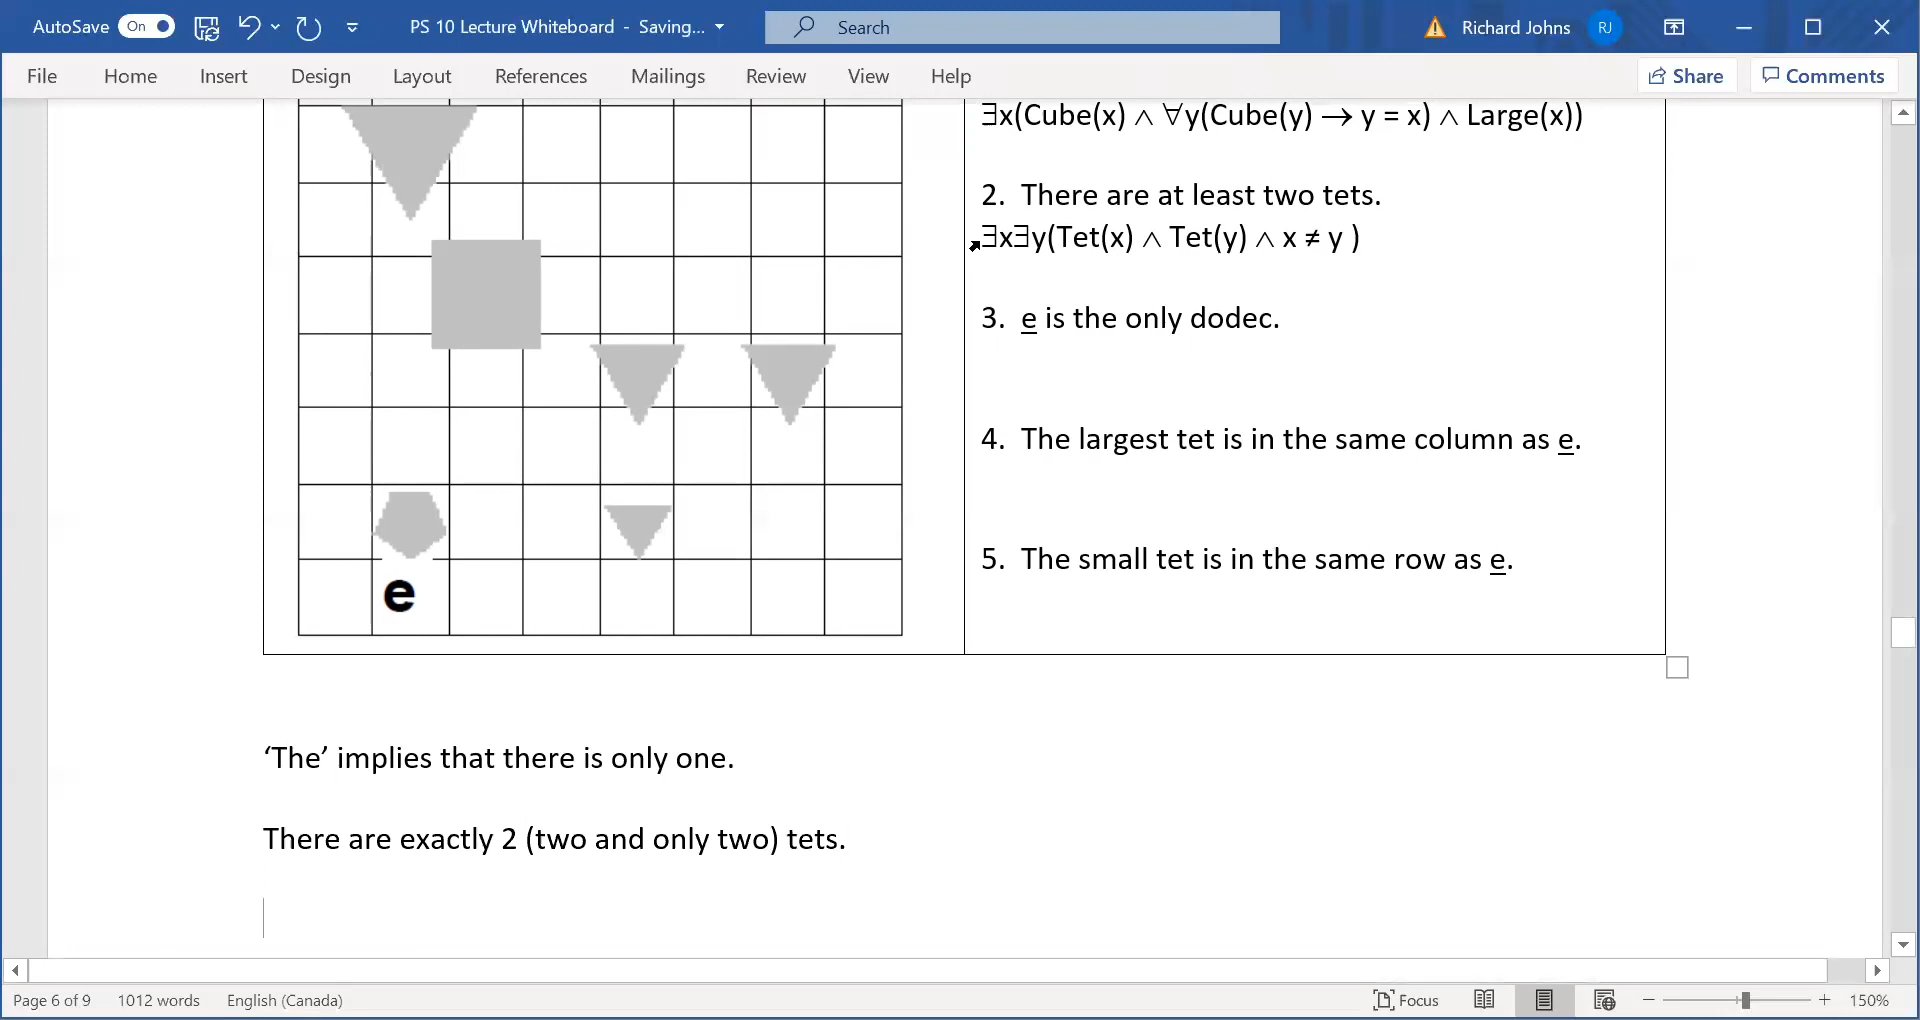 AutoSave On PS 10 Lecture Whiteboard - Saving... Search Richard Johns RJ
File Home Insert Design Layout References Mailings Review View Help Share Comments
∃x(Cube(x) ∧ ∀y(Cube(y) → y = x) ∧ Large(x))
2. There are at least two tets.
∃x∃y(Tet(x) ∧ Tet(y) ∧ x ≠ y )
3. e is the only dodec.
4. The largest tet is in the same column as e.
5. The small tet is in the same row as e.
e
‘The’ implies that there is only one.
There are exactly 2 (two and only two) tets.
Page 6 of 9 1012 words English (Canada) Focus 150%